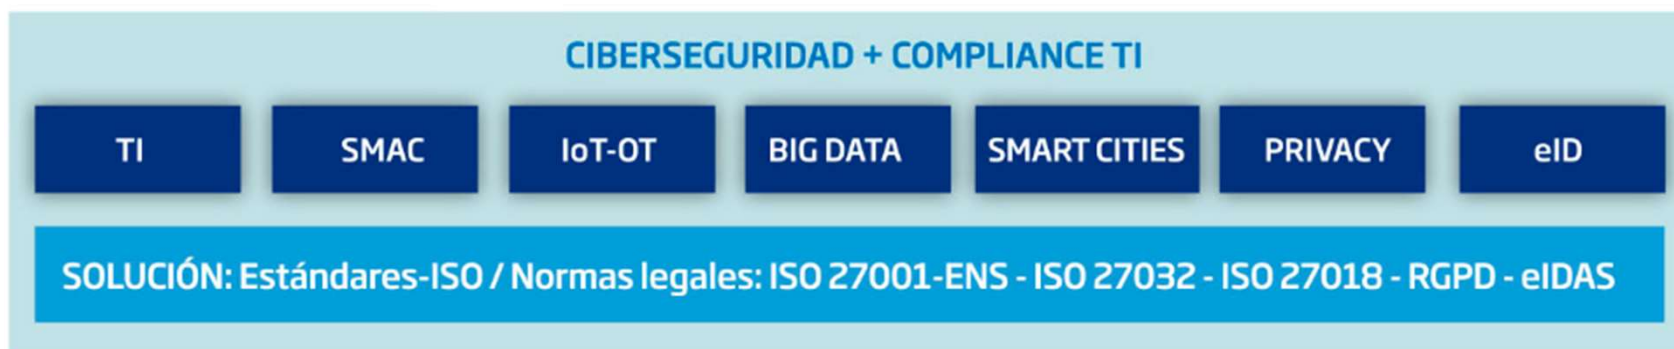 CIBERSEGURIDAD + COMPLIANCE TI
TI
SMAC
IoT-OT
BIG DATA
SMART CITIES
PRIVACY
eID
SOLUCIÓN: Estándares-ISO / Normas legales: ISO 27001-ENS - ISO 27032 - ISO 27018 - RGPD - eIDAS